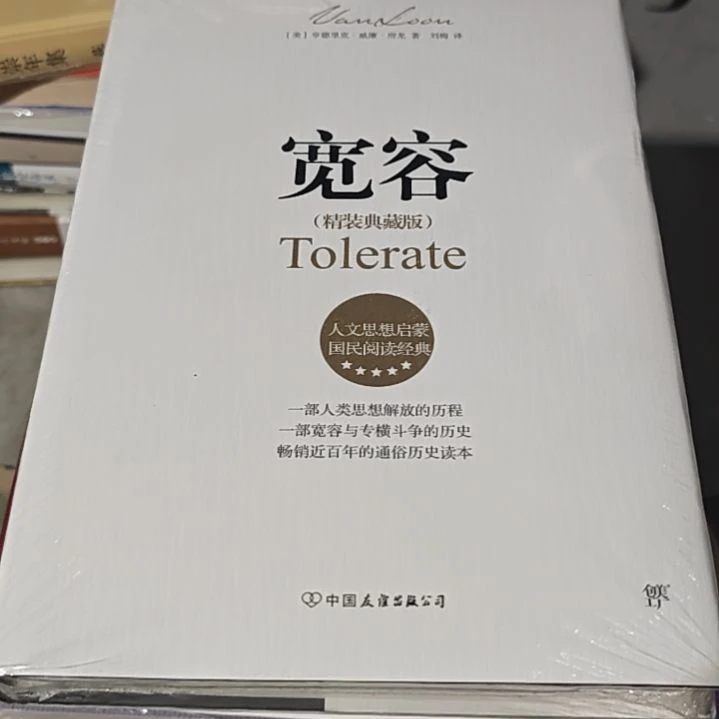 Van Loon
[美] 亨德里克·威廉·房龙 著 刘梅 译
宽容
(精装典藏版)
Tolerate
人文思想启蒙
国民阅读经典
一部人类思想解放的历程
一部宽容与专横斗争的历史
畅销近百年的通俗历史读本
中国友谊出版公司